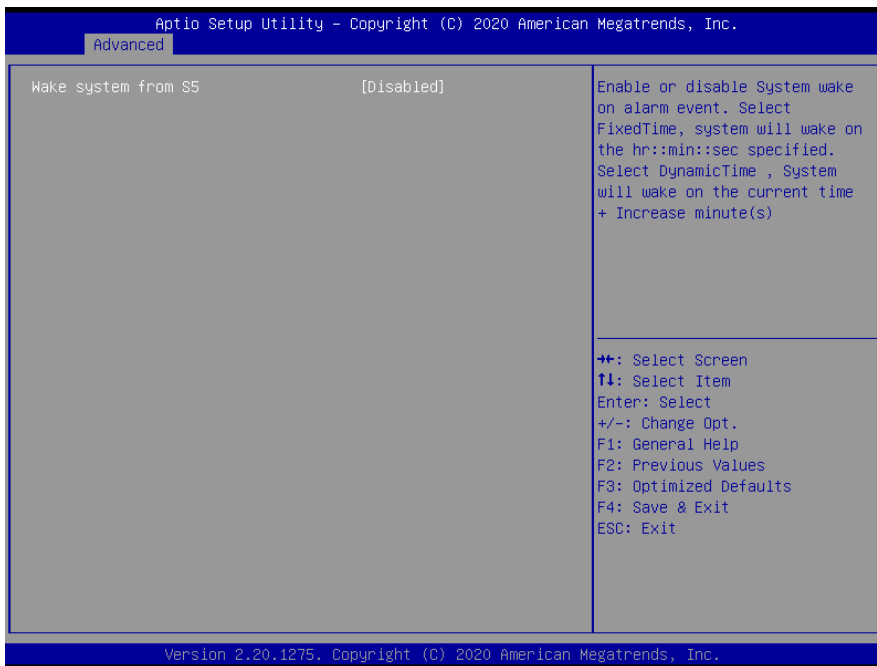 Aptio Setup Utility – Copyright (C) 2020 American Megatrends, Inc.
Advanced
Wake system from S5 [Disabled]
Enable or disable System wake
on alarm event. Select
FixedTime, system will wake on
the hr::min::sec specified.
Select DynamicTime , System
will wake on the current time
+ Increase minute(s)
→←: Select Screen
↑↓: Select Item
Enter: Select
+/-: Change Opt.
F1: General Help
F2: Previous Values
F3: Optimized Defaults
F4: Save & Exit
ESC: Exit
Version 2.20.1275. Copyright (C) 2020 American Megatrends, Inc.